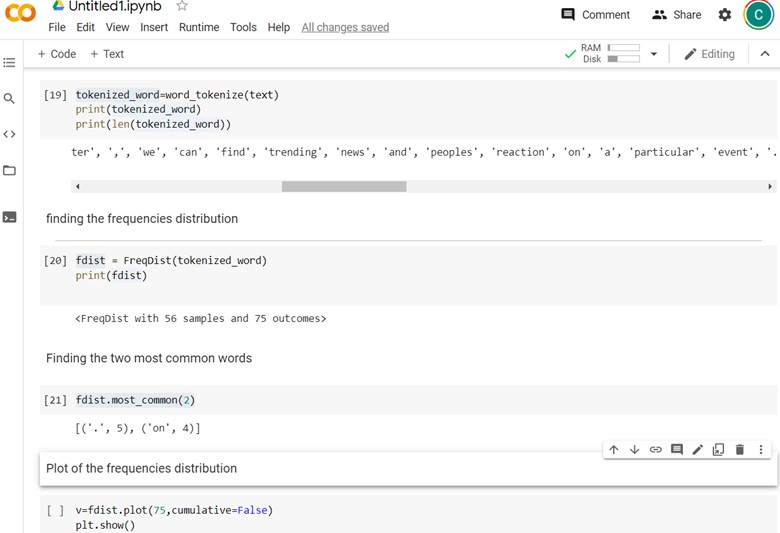 Untitled1.ipynb
File Edit View Insert Runtime Tools Help All changes saved
Comment Share C
+ Code + Text
RAM
Disk
Editing
[19] tokenized_word=word_tokenize(text)
print(tokenized_word)
print(len(tokenized_word))
ter', ',', 'we', 'can', 'find', 'trending', 'news', 'and', 'peoples', 'reaction', 'on', 'a', 'particular', 'event', '.
finding the frequencies distribution
[20] fdist = FreqDist(tokenized_word)
print(fdist)
<FreqDist with 56 samples and 75 outcomes>
Finding the two most common words
[21] fdist.most_common(2)
[('.', 5), ('on', 4)]
Plot of the frequencies distribution
[ ] v=fdist.plot(75,cumulative=False)
plt.show()